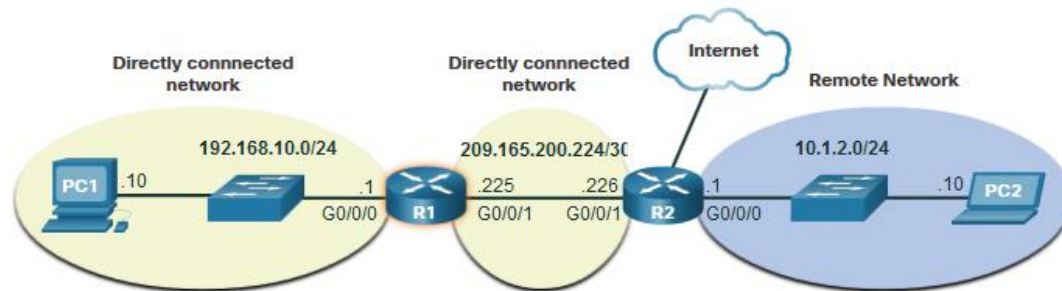 Directly connnected
network
Directly connnected
network
Internet
Remote Network
192.168.10.0/24
209.165.200.224/30
10.1.2.0/24
PC1
.10
.1
G0/0/0
R1
.225
G0/0/1
.226
G0/0/1
R2
.1
G0/0/0
.10
PC2